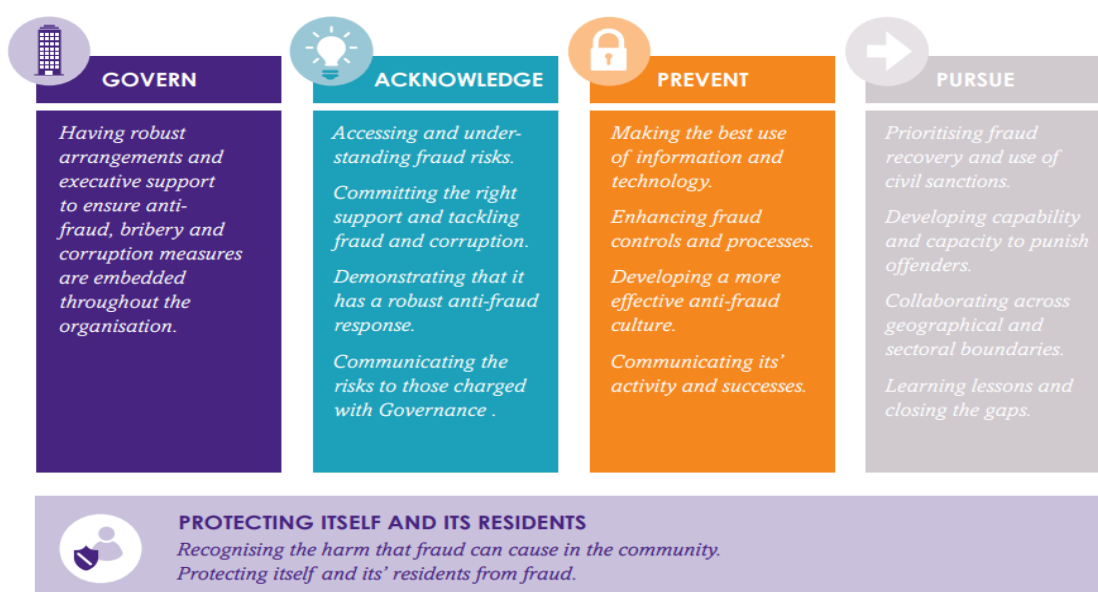 GOVERN
Having robust
arrangements and
executive support
to ensure anti-
fraud, bribery and
corruption measures
are embedded
throughout the
organisation.
ACKNOWLEDGE
Accessing and under-
standing fraud risks.
Committing the right
support and tackling
fraud and corruption.
Demonstrating that it
has a robust anti-fraud
response.
Communicating the
risks to those charged
with Governance .
PREVENT
Making the best use
of information and
technology.
Enhancing fraud
controls and processes.
Developing a more
effective anti-fraud
culture.
Communicating its'
activity and successes.
PURSUE
Prioritising fraud
recovery and use of
civil sanctions.
Developing capability
and capacity to punish
offenders.
Collaborating across
geographical and
sectoral boundaries.
Learning lessons and
closing the gaps.
PROTECTING ITSELF AND ITS RESIDENTS
Recognising the harm that fraud can cause in the community.
Protecting itself and its' residents from fraud.